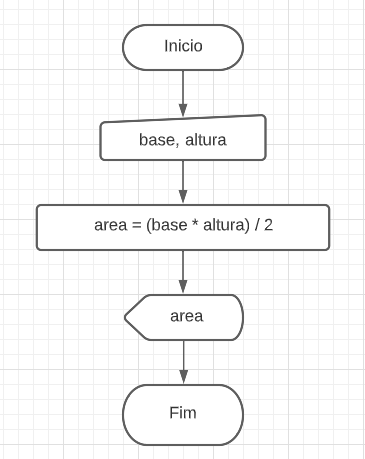 Inicio
base, altura
area = (base * altura) / 2
area
Fim